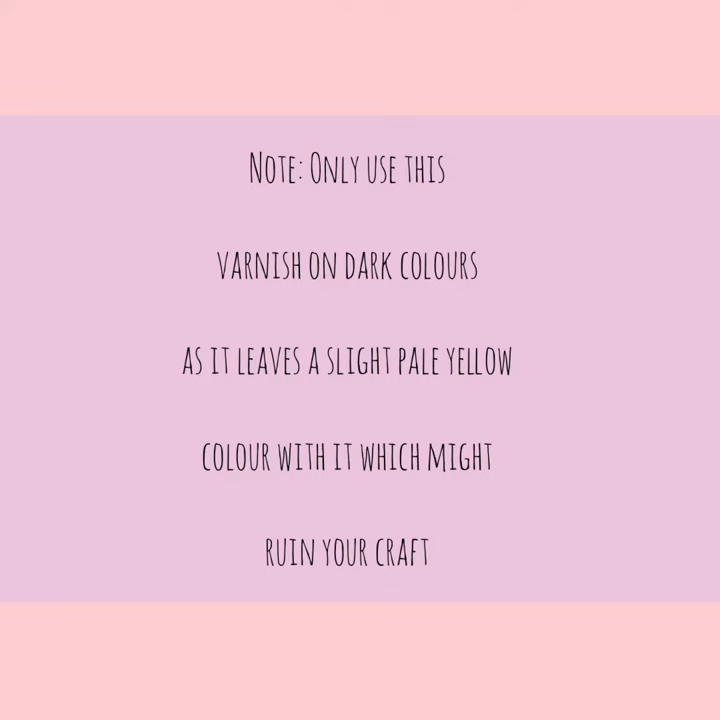 Note: Only use this
varnish on dark colours
as it leaves a slight pale yellow
colour with it which might
ruin your craft